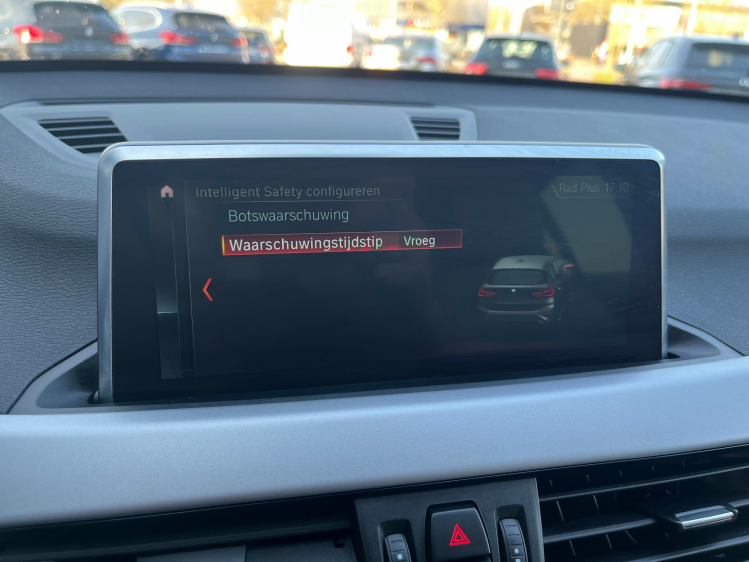 Intelligent Safety configureren
Rad Plus 17:10
Botswaarschuwing
Waarschuwingstijdstip Vroeg